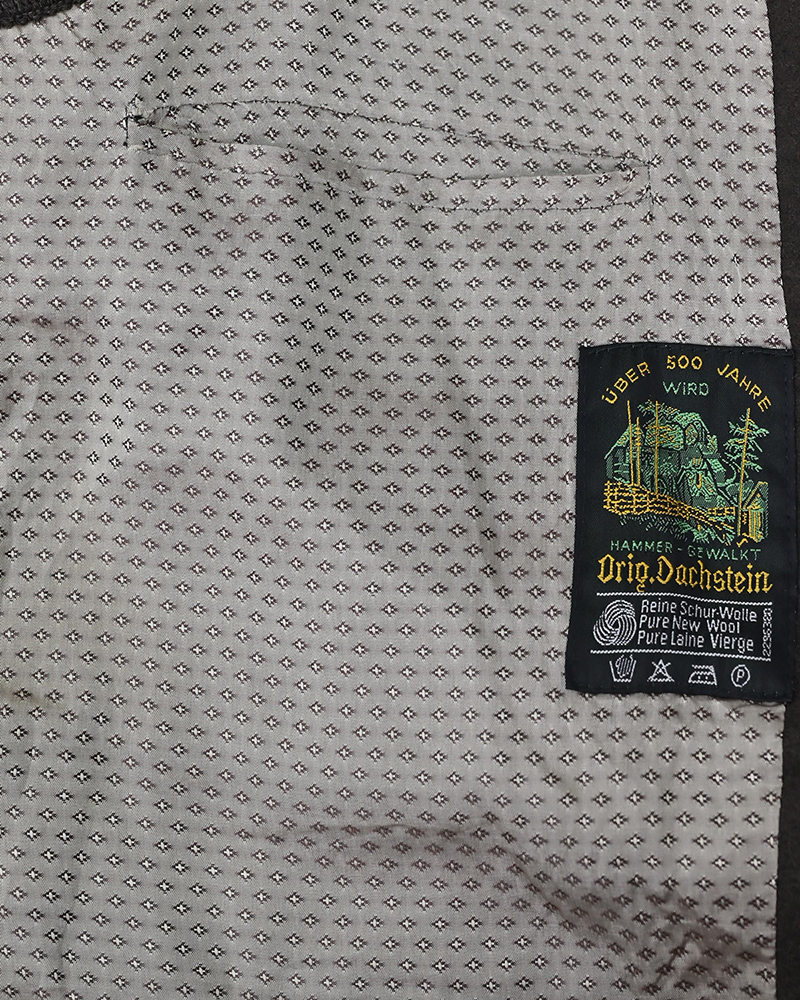 ÜBER 500 JAHRE
WIRD
HAMMER-GEWALKT
Orig.Dachstein
Reine Schur-Wolle
Pure New Wool
Pure Laine Vierge
P